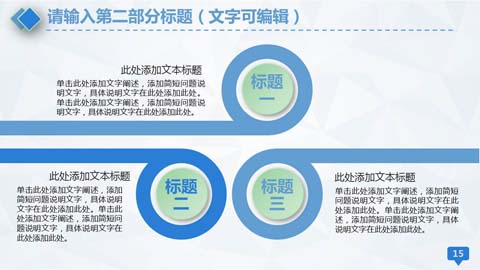 请输入第二部分标题（文字可编辑）
此处添加文本标题
单击此处添加文字阐述，添加简短问题说
明文字，具体说明文字在此处添加此处。
单击此处添加文字阐述，添加简短问题说
明文字，具体说明文字在此处添加此处。
标题
一
此处添加文本标题
单击此处添加文字阐述，添加
简短问题说明文字，具体说明
文字在此处添加此处。单击此
处添加文字阐述，添加简短问
题说明文字，具体说明文字在
此处添加此处。
标题
二
标题
三
此处添加文本标题
单击此处添加文字阐述，添加简短
问题说明文字，具体说明文字在此
处添加此处。单击此处添加文字阐
述，添加简短问题说明文字，具体
说明文字在此处添加此处。
15